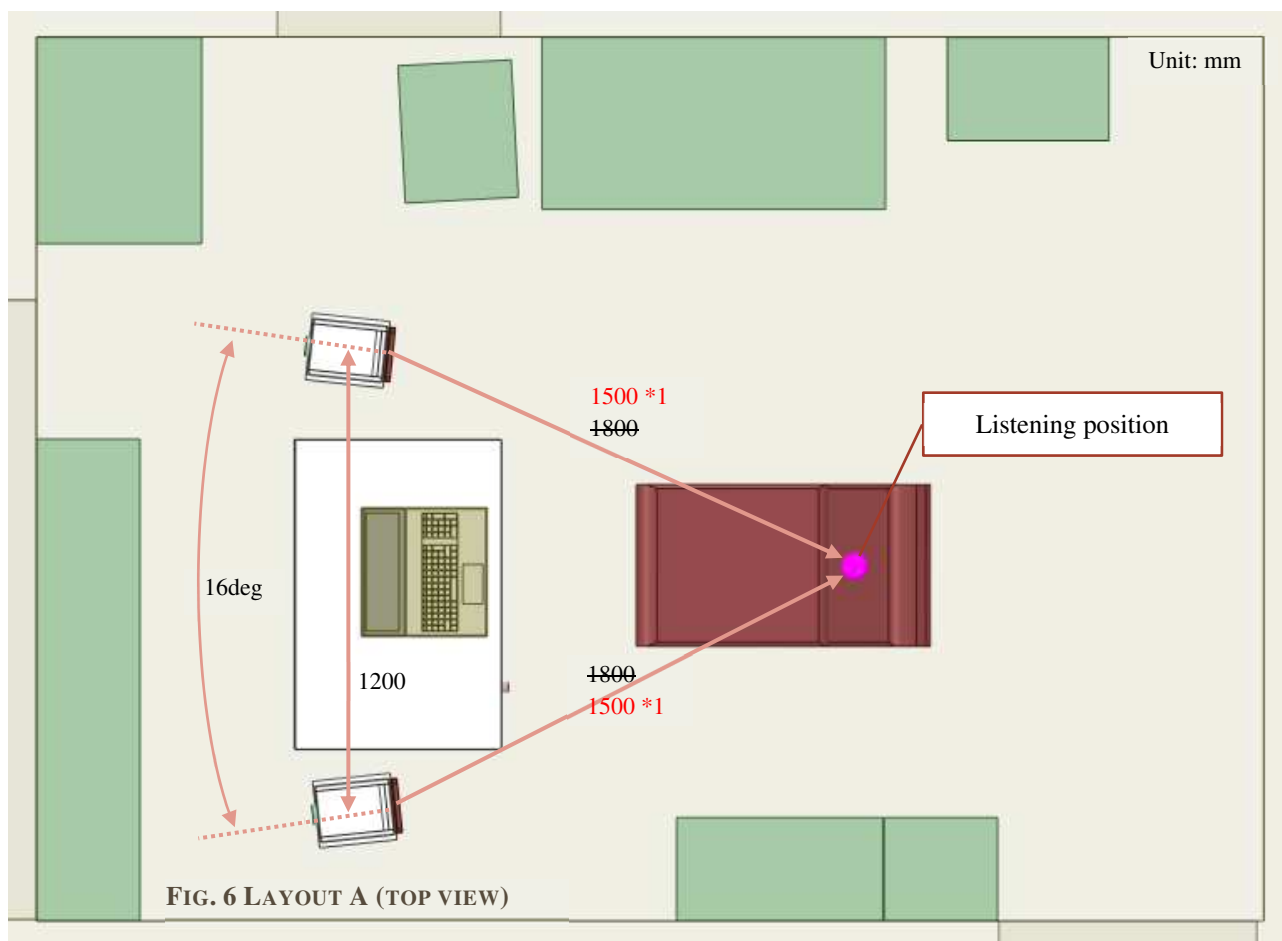 Unit: mm
1500 *1
1800
Listening position
16deg
1200
1800
1500 *1
FIG. 6 LAYOUT A (TOP VIEW)